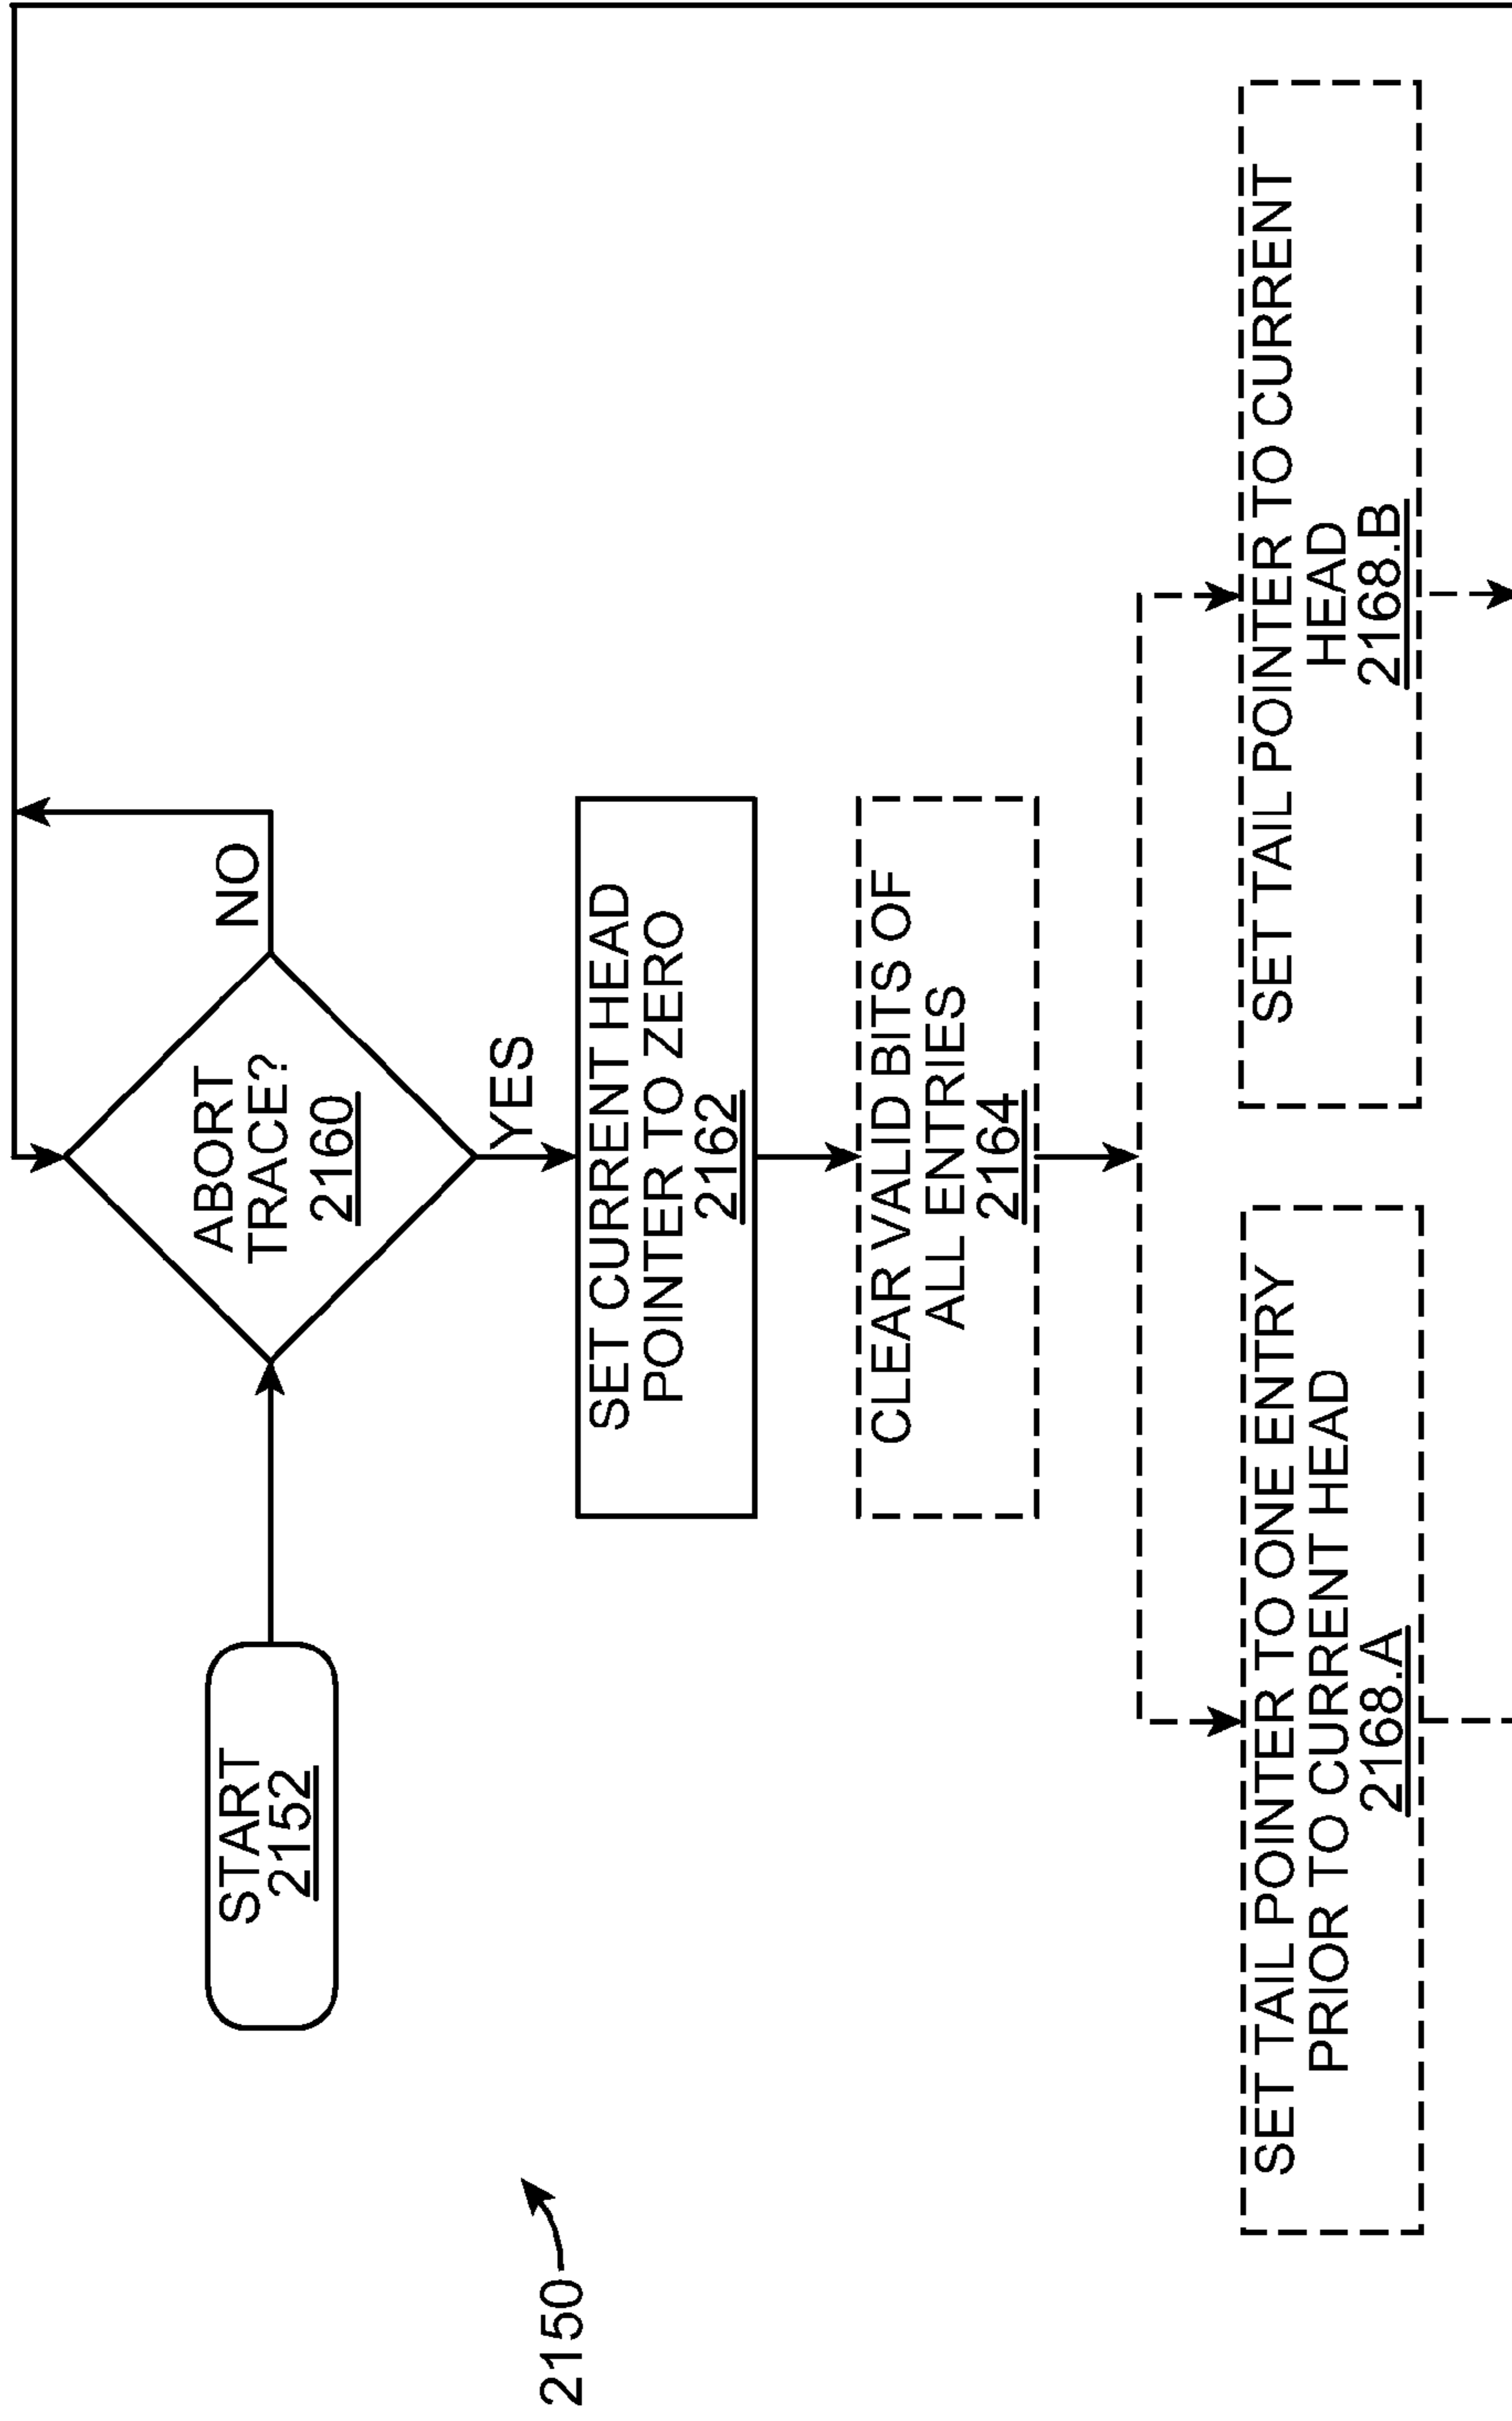 START
2152
ABORT
TRACE?
2160
NO
YES
SET CURRENT HEAD
POINTER TO ZERO
2162
CLEAR VALID BITS OF
ALL ENTRIES
2164
SET TAIL POINTER TO ONE ENTRY
PRIOR TO CURRENT HEAD
2168.A
SET TAIL POINTER TO CURRENT
HEAD
2168.B
2150